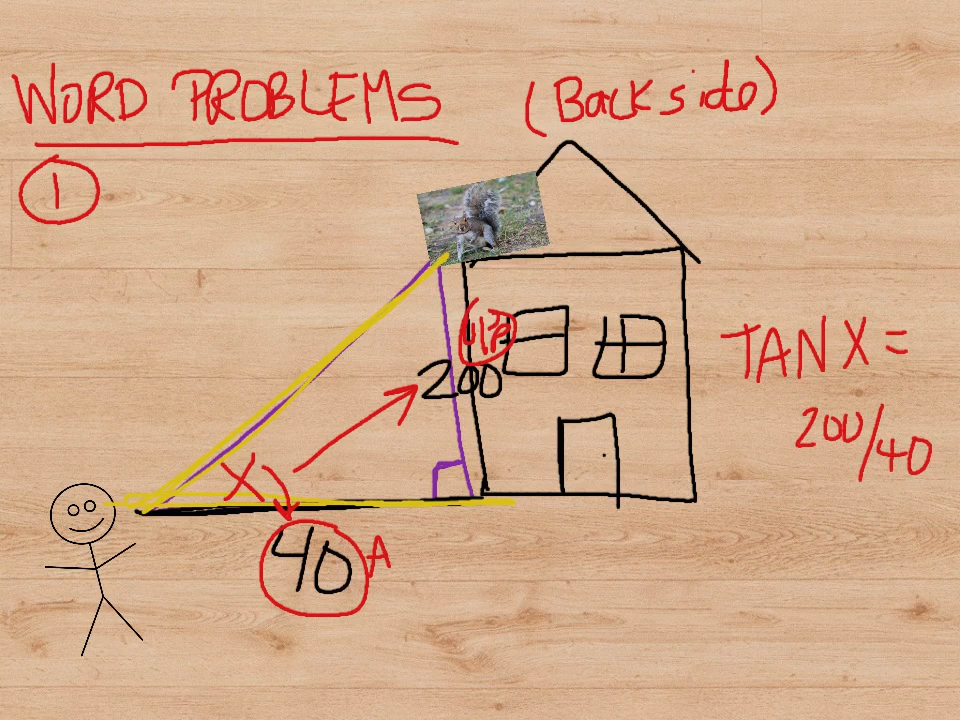 WORD PROBLEMS (Backside)
1
TAN X =
200
200/40
X
40 A